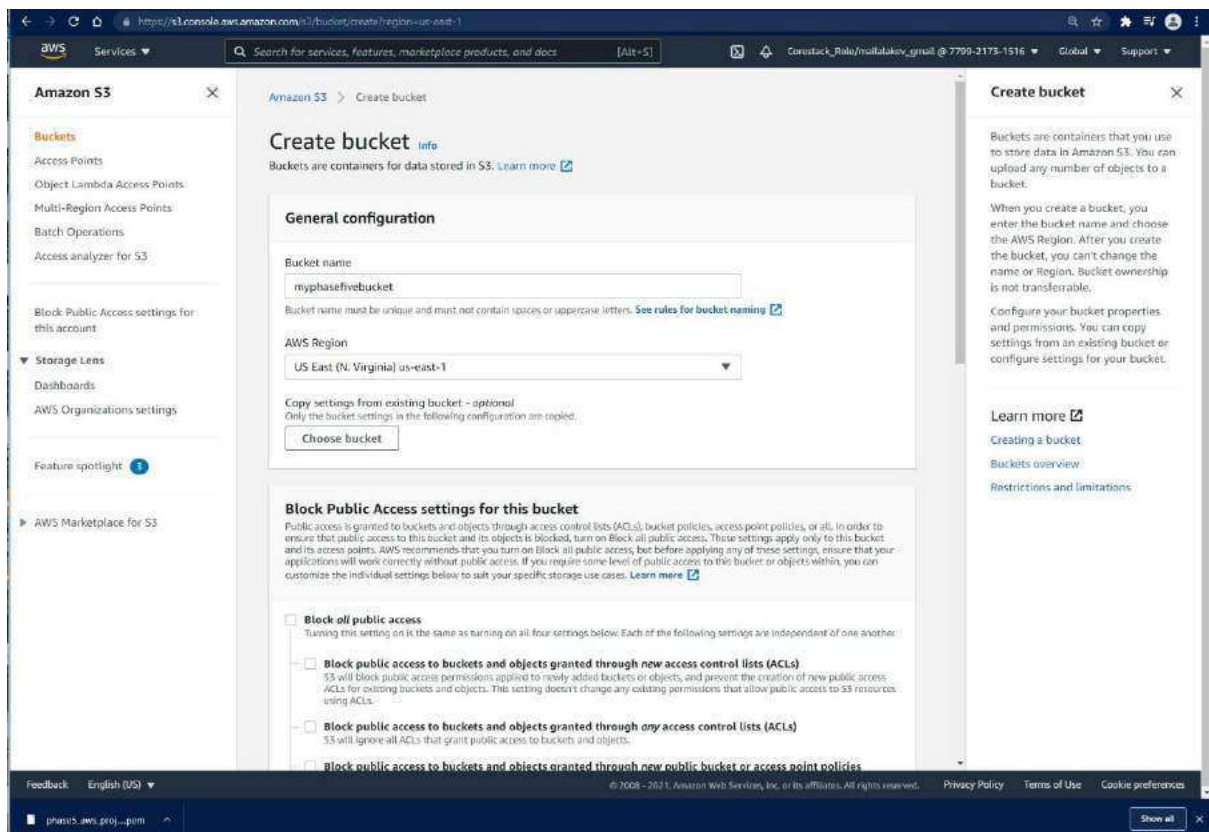 https://s3.console.aws.amazon.com/s3/bucket/create?region=us-east-1
aws
Services
Search for services, features, marketplace products, and docs
[Alt+S]
Corestack_Role/mailalakev_gmail @ 7799-2173-1516
Global
Support
Amazon S3
Buckets
Access Points
Object Lambda Access Points
Multi-Region Access Points
Batch Operations
Access analyzer for S3
Block Public Access settings for
this account
Storage Lens
Dashboards
AWS Organizations settings
Feature spotlight 3
AWS Marketplace for S3
Amazon S3 > Create bucket
Create bucket Info
Buckets are containers for data stored in S3. Learn more
General configuration
Bucket name
myphasefivebucket
Bucket name must be unique and must not contain spaces or uppercase letters. See rules for bucket naming
AWS Region
US East (N. Virginia) us-east-1
Copy settings from existing bucket - optional
Only the bucket settings in the following configuration are copied.
Choose bucket
Block Public Access settings for this bucket
Public access is granted to buckets and objects through access control lists (ACLs), bucket policies, access point policies, or all. In order to
ensure that public access to this bucket and its objects is blocked, turn on Block all public access. These settings apply only to this bucket
and its access points. AWS recommends that you turn on Block all public access, but before applying any of these settings, ensure that your
applications will work correctly without public access. If you require some level of public access to this bucket or objects within, you can
customize the individual settings below to suit your specific storage use cases. Learn more
Block all public access
Turning this setting on is the same as turning on all four settings below. Each of the following settings are independent of one another.
Block public access to buckets and objects granted through new access control lists (ACLs)
S3 will block public access permissions applied to newly added buckets or objects, and prevent the creation of new public access
ACLs for existing buckets and objects. This setting doesn't change any existing permissions that allow public access to S3 resources
using ACLs.
Block public access to buckets and objects granted through any access control lists (ACLs)
S3 will ignore all ACLs that grant public access to buckets and objects.
Block public access to buckets and objects granted through new public bucket or access point policies
Create bucket
Buckets are containers that you use
to store data in Amazon S3. You can
upload any number of objects to a
bucket.
When you create a bucket, you
enter the bucket name and choose
the AWS Region. After you create
the bucket, you can't change the
name or Region. Bucket ownership
is not transferrable.
Configure your bucket properties
and permissions. You can copy
settings from an existing bucket or
configure settings for your bucket.
Learn more
Creating a bucket
Buckets overview
Restrictions and limitations
Feedback
English (US)
© 2008 - 2021, Amazon Web Services, Inc. or its affiliates. All rights reserved.
Privacy Policy
Terms of Use
Cookie preferences
phase5_aws_proj....pem
Show all